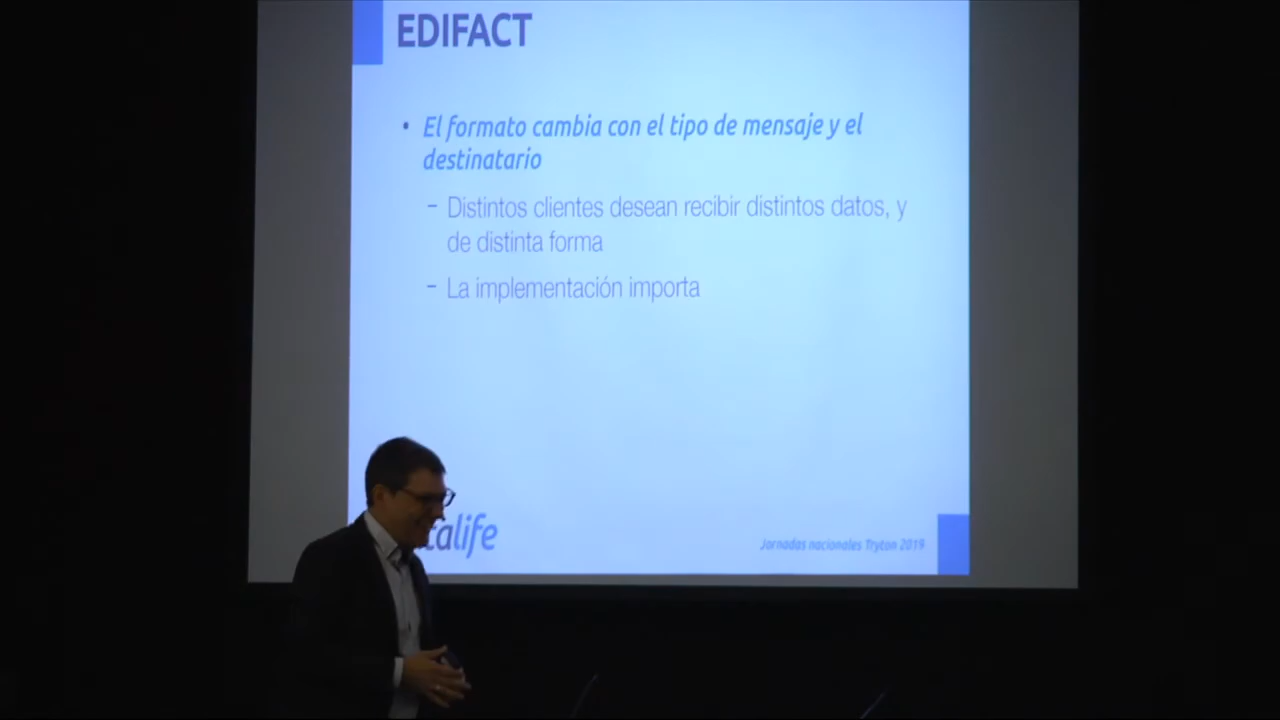 EDIFACT
• El formato cambia con el tipo de mensaje y el
destinatario
– Distintos clientes desean recibir distintos datos, y
de distinta forma
– La implementación importa
alife
Jornadas nacionales Tryton 2019